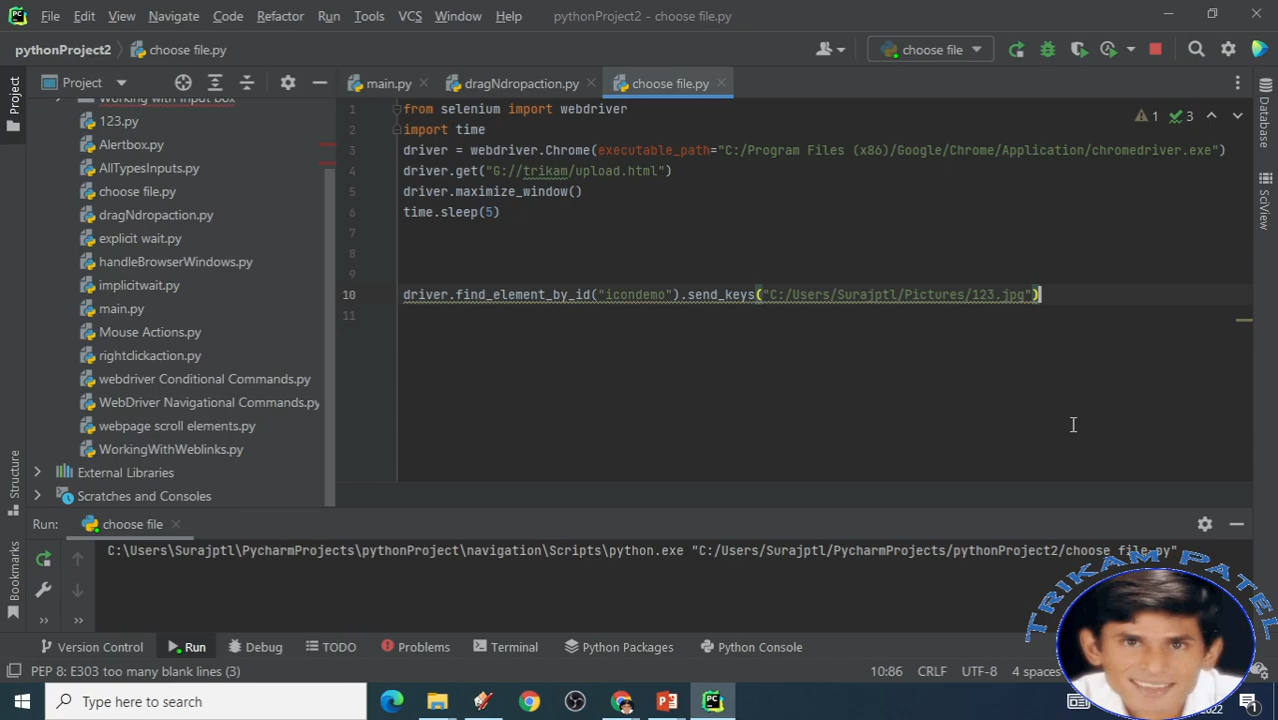 File Edit View Navigate Code Refactor Run Tools VCS Window Help pythonProject2 - choose file.py
pythonProject2 choose file.py choose file
Project main.py dragNdropaction.py choose file.py
Working with input box
123.py
Alertbox.py
AllTypesInputs.py
choose file.py
dragNdropaction.py
explicit wait.py
handleBrowserWindows.py
implicitwait.py
main.py
Mouse Actions.py
rightclickaction.py
webdriver Conditional Commands.py
WebDriver Navigational Commands.py
webpage scroll elements.py
WorkingWithWeblinks.py
External Libraries
Scratches and Consoles
1 from selenium import webdriver
2 import time
3 driver = webdriver.Chrome(executable_path="C:/Program Files (x86)/Google/Chrome/Application/chromedriver.exe")
4 driver.get("G://trikam/upload.html")
5 driver.maximize_window()
6 time.sleep(5)
7
8
9
10 driver.find_element_by_id("icondemo").send_keys("C:/Users/Surajptl/Pictures/123.jpg")
11
1 3
Project
Structure
Bookmarks
Database
SciView
Run: choose file
C:\Users\Surajptl\PycharmProjects\pythonProject\navigation\Scripts\python.exe "C:/Users/Surajptl/PycharmProjects/pythonProject2/choose file.py"
TRIKAM PATEL
Version Control Run Debug TODO Problems Terminal Python Packages Python Console
PEP 8: E303 too many blank lines (3) 10:86 CRLF UTF-8 4 spaces
Type here to search